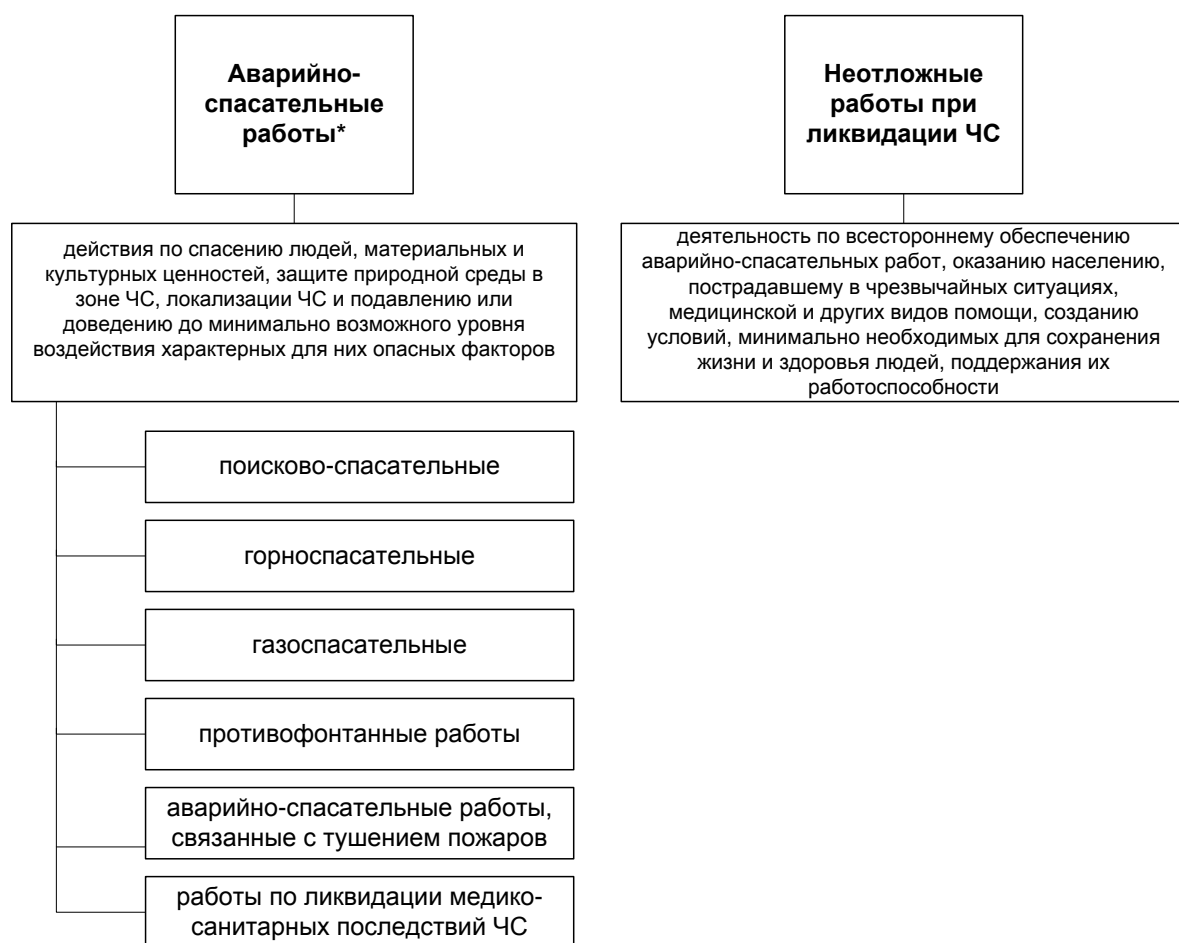 Аварийно-
спасательные
работы*
действия по спасению людей, материальных и
культурных ценностей, защите природной среды в
зоне ЧС, локализации ЧС и подавлению или
доведению до минимально возможного уровня
воздействия характерных для них опасных факторов
поисково-спасательные
горноспасательные
газоспасательные
противофонтанные работы
аварийно-спасательные работы,
связанные с тушением пожаров
работы по ликвидации медико-
санитарных последствий ЧС
Неотложные
работы при
ликвидации ЧС
деятельность по всестороннему обеспечению
аварийно-спасательных работ, оказанию населению,
пострадавшему в чрезвычайных ситуациях,
медицинской и других видов помощи, созданию
условий, минимально необходимых для сохранения
жизни и здоровья людей, поддержания их
работоспособности